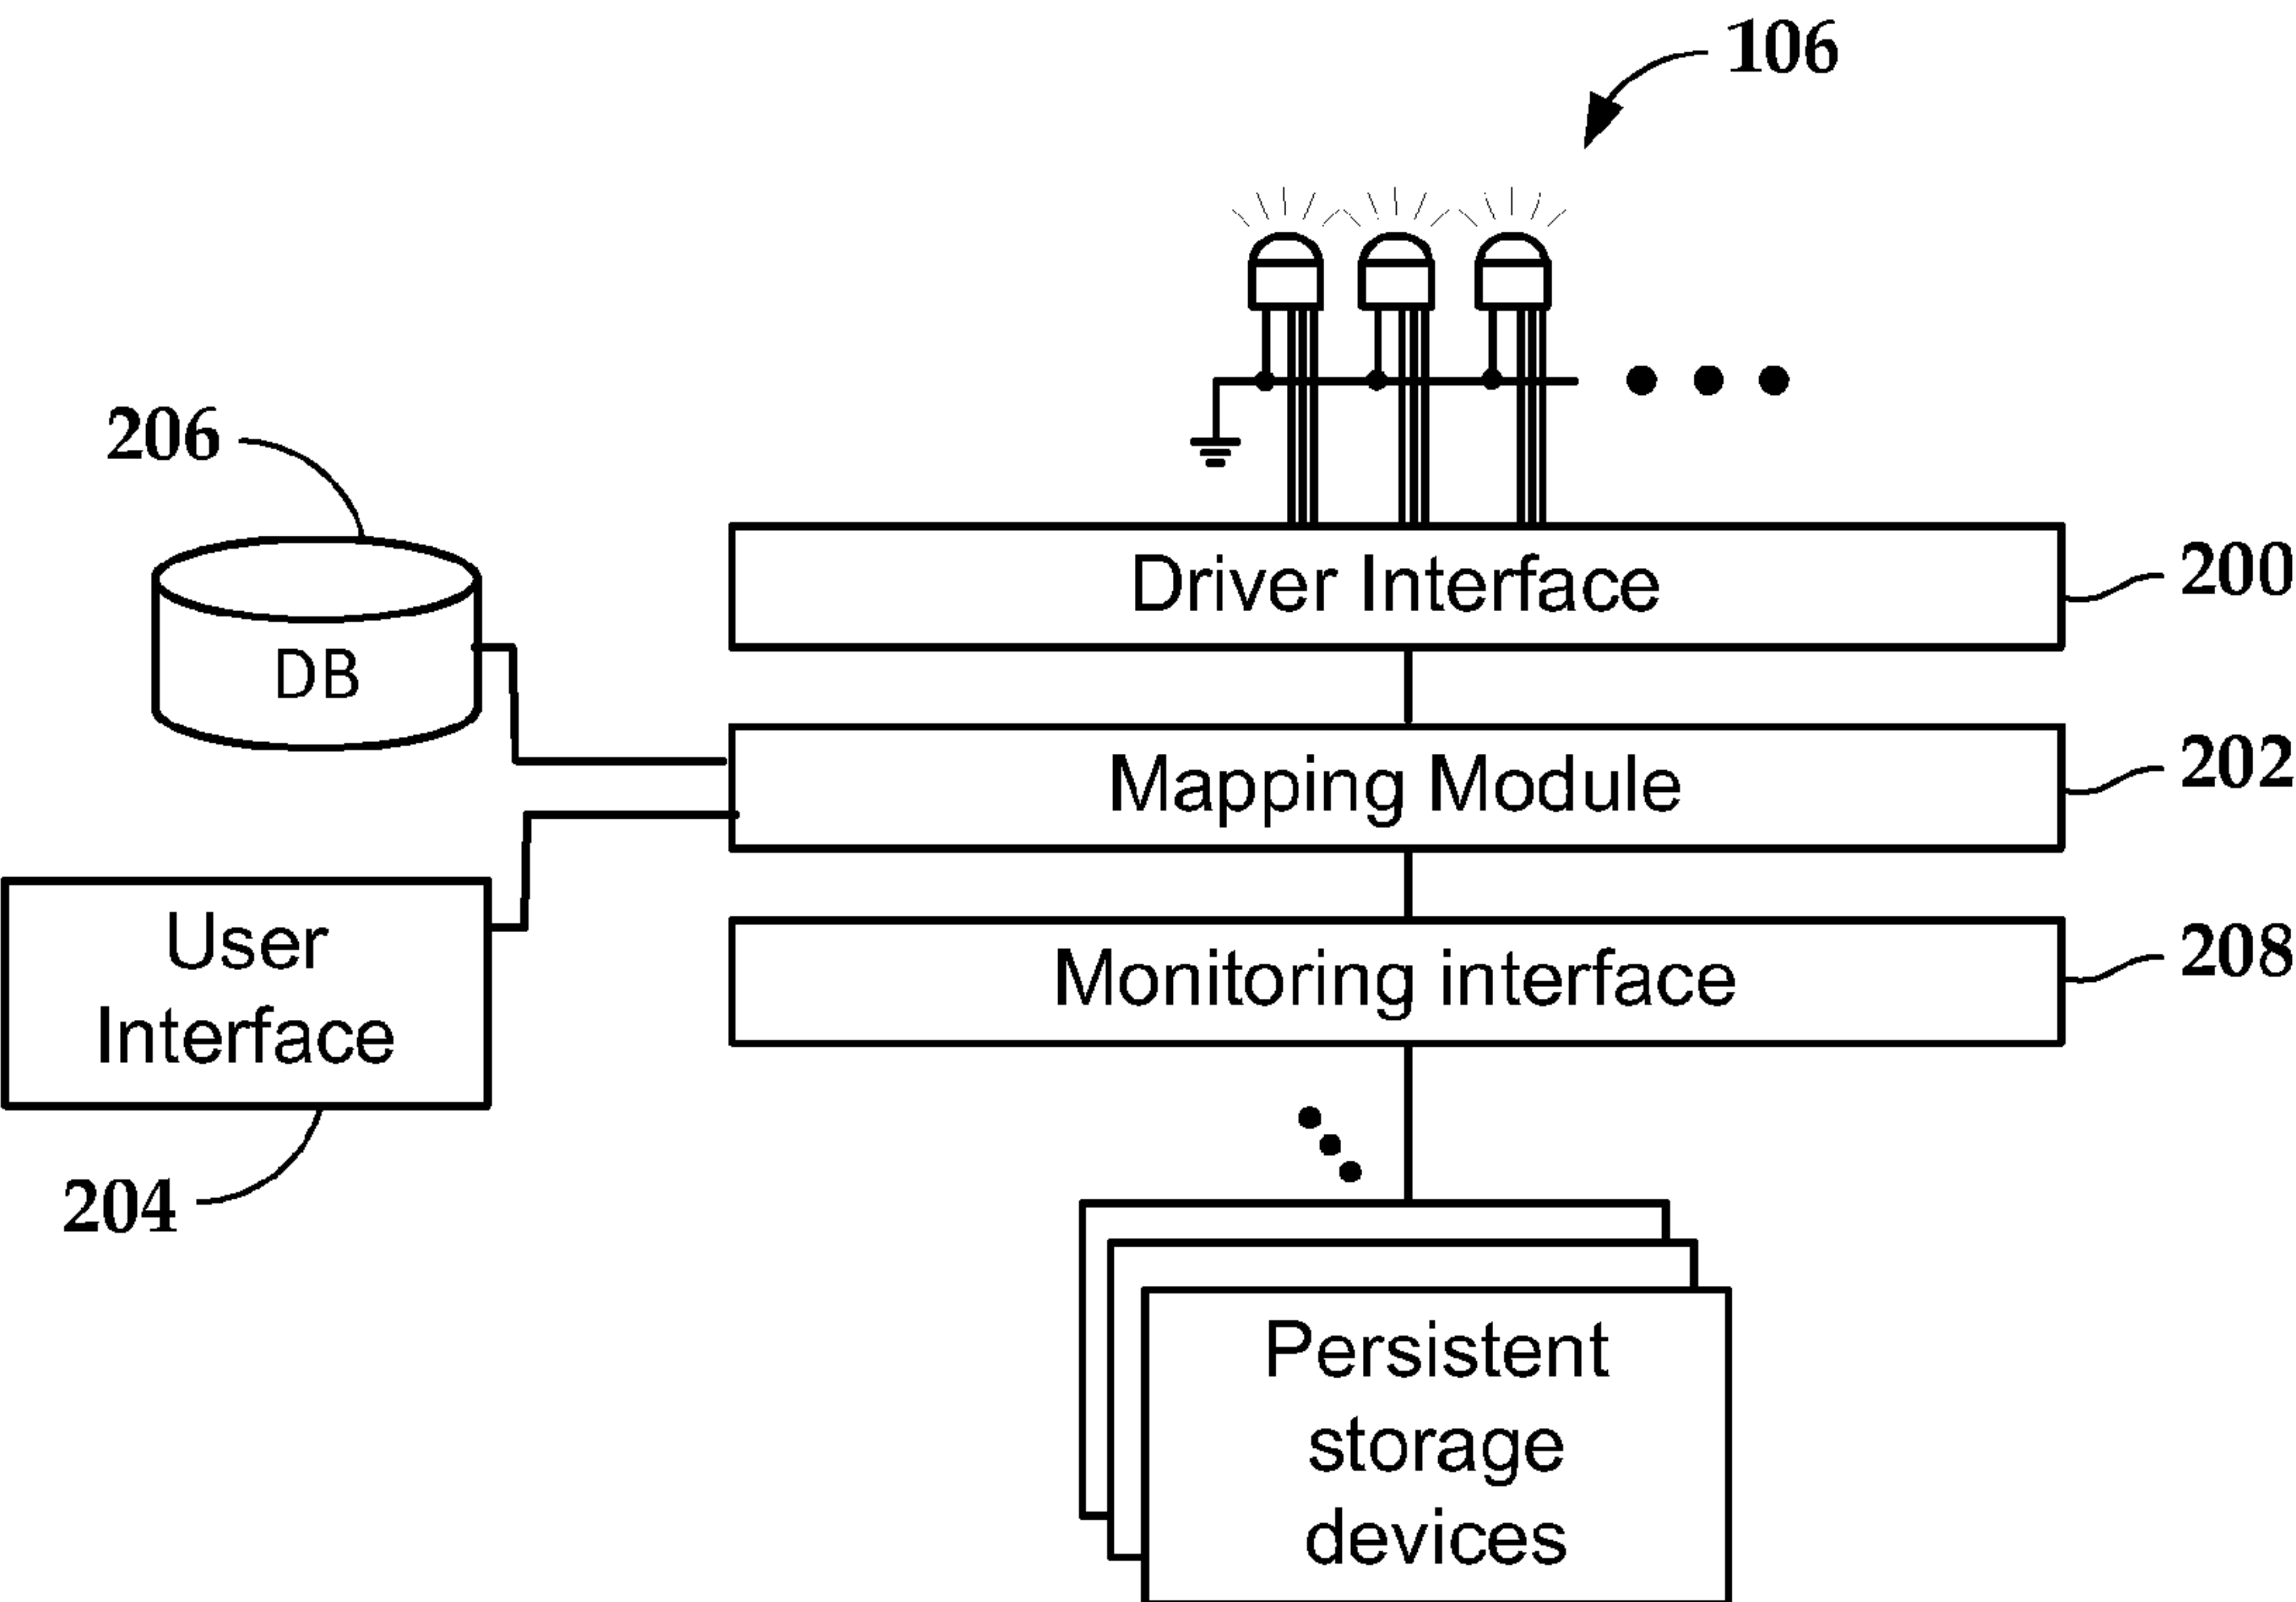 106
206
Driver Interface
200
DB
Mapping Module
202
User
Interface
Monitoring interface
208
204
Persistent
storage
devices